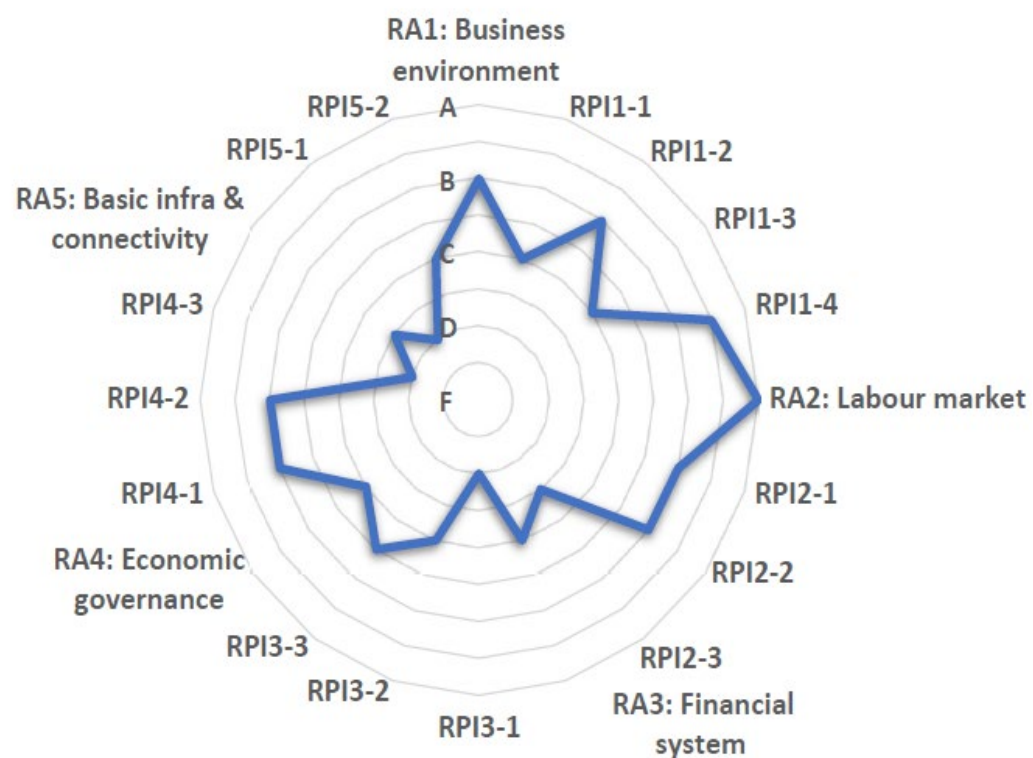 RA1: Business
environment
A
RPI1-1
RPI1-2
RPI1-3
RPI1-4
RA2: Labour market
RPI2-1
RPI2-2
RPI2-3
RA3: Financial
system
RPI3-1
RPI3-2
RPI3-3
RA4: Economic
governance
RPI4-1
RPI4-2
RPI4-3
RA5: Basic infra &
connectivity
RPI5-1
RPI5-2
B
C
D
F